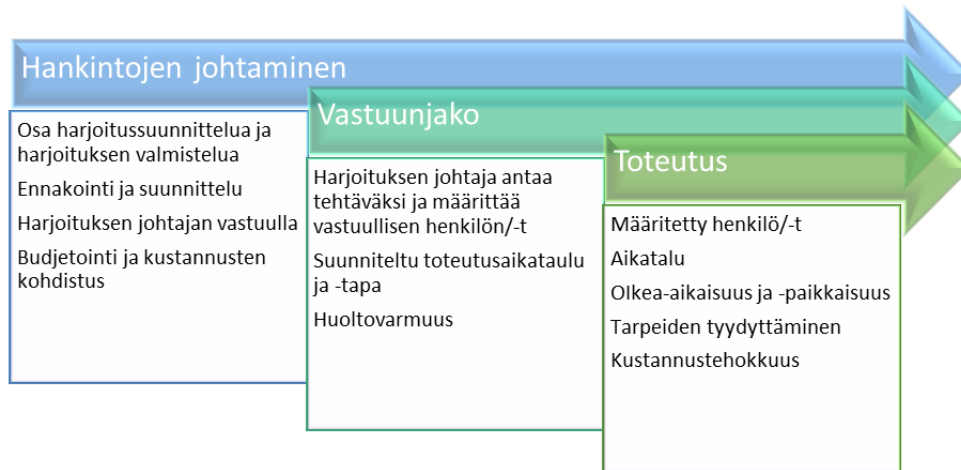 Hankintojen johtaminen
Osa harjoitussuunnittelua ja
harjoituksen valmistelua
Ennakointi ja suunnittelu
Harjoituksen johtajan vastuulla
Budjetointi ja kustannusten
kohdistus
Vastuunjako
Harjoituksen johtaja antaa
tehtäväksi ja määrittää
vastuullisen henkilön/-t
Suunniteltu toteutusaikataulu
ja -tapa
Huoltovarmuus
Toteutus
Määritetty henkilö/-t
Aikatalu
OIkea-aikaisuus ja -paikkaisuus
Tarpeiden tyydyttäminen
Kustannustehokkuus